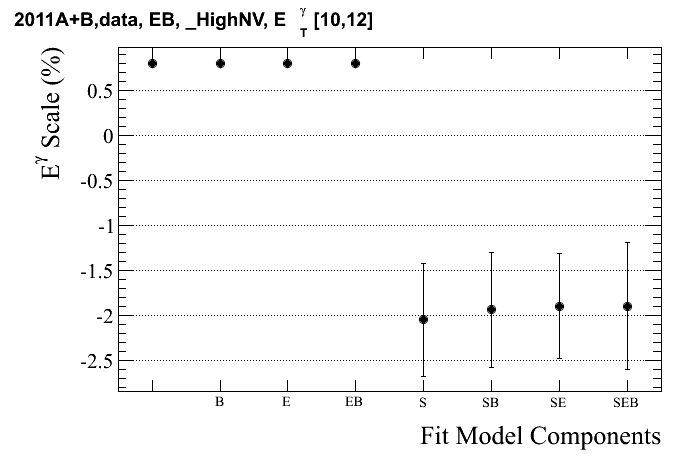 2011A+B,data, EB, _HighNV, E γ T [10,12]
E γ Scale (%)
0.5
0
-0.5
-1
-1.5
-2
-2.5
B E EB S SB SE SEB
Fit Model Components